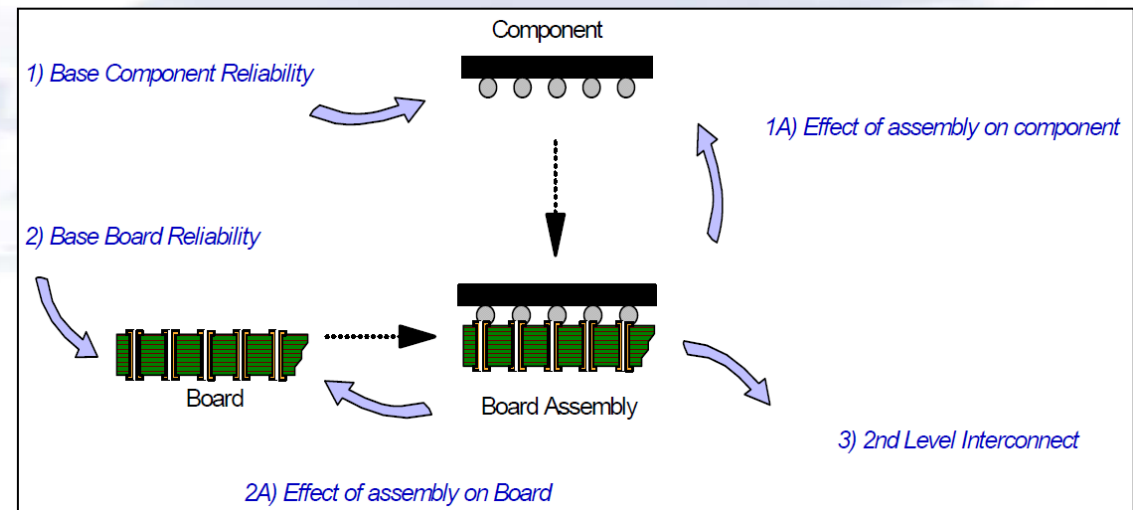 Component
1) Base Component Reliability
1A) Effect of assembly on component
2) Base Board Reliability
Board
Board Assembly
3) 2nd Level Interconnect
2A) Effect of assembly on Board